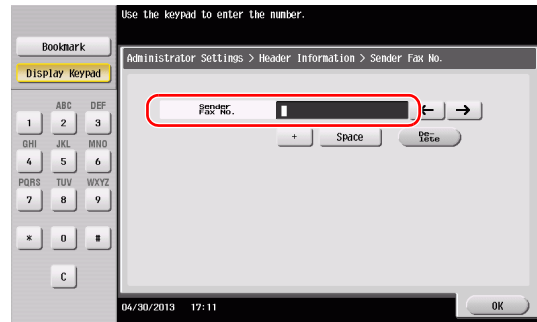 Use the keypad to enter the number.
Bookmark
Display Keypad
Administrator Settings > Header Information > Sender Fax No.
Sender
Fax No.
← →
+ Space De-
lete
ABC DEF
1 2 3
GHI JKL MNO
4 5 6
PQRS TUV WXYZ
7 8 9
* 0 #
C
04/30/2013 17:11
OK